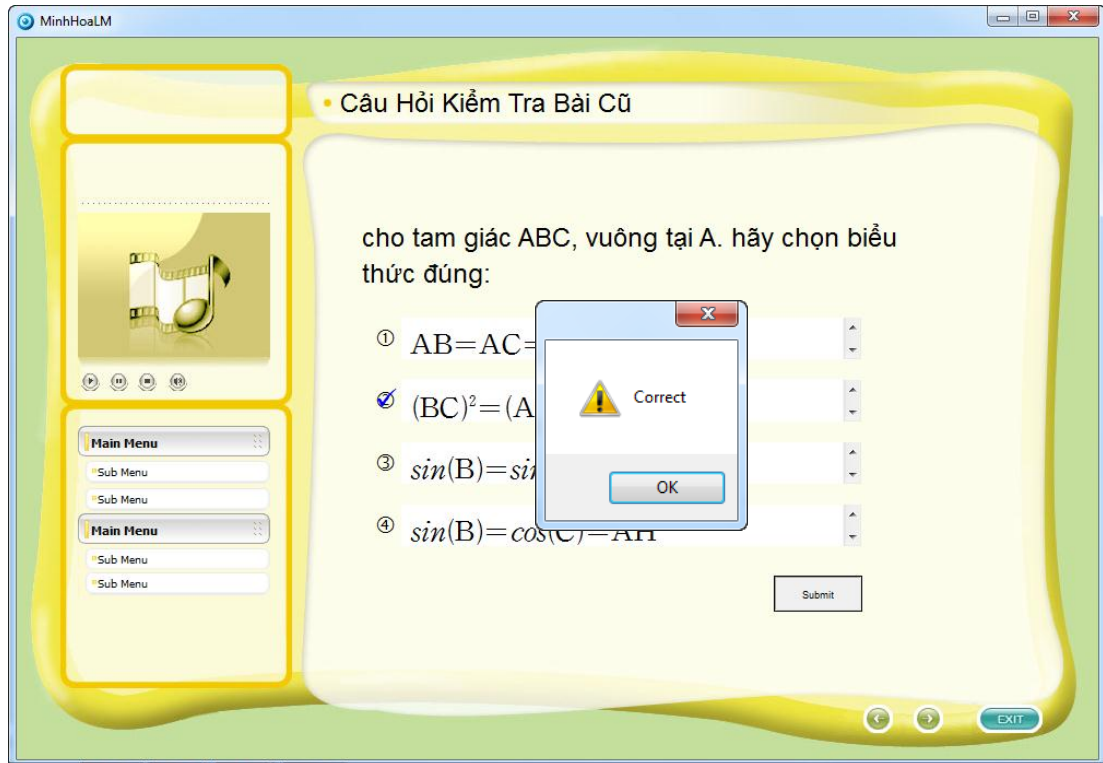 MinhHoaLM
• Câu Hỏi Kiểm Tra Bài Cũ
cho tam giác ABC, vuông tại A. hãy chọn biểu
thức đúng:
① AB=AC=
② (BC)²=(A
③ sin(B)=sin
④ sin(B)=cos(C)=AH
Correct
OK
Submit
Main Menu
Sub Menu
Sub Menu
Main Menu
Sub Menu
Sub Menu
EXIT